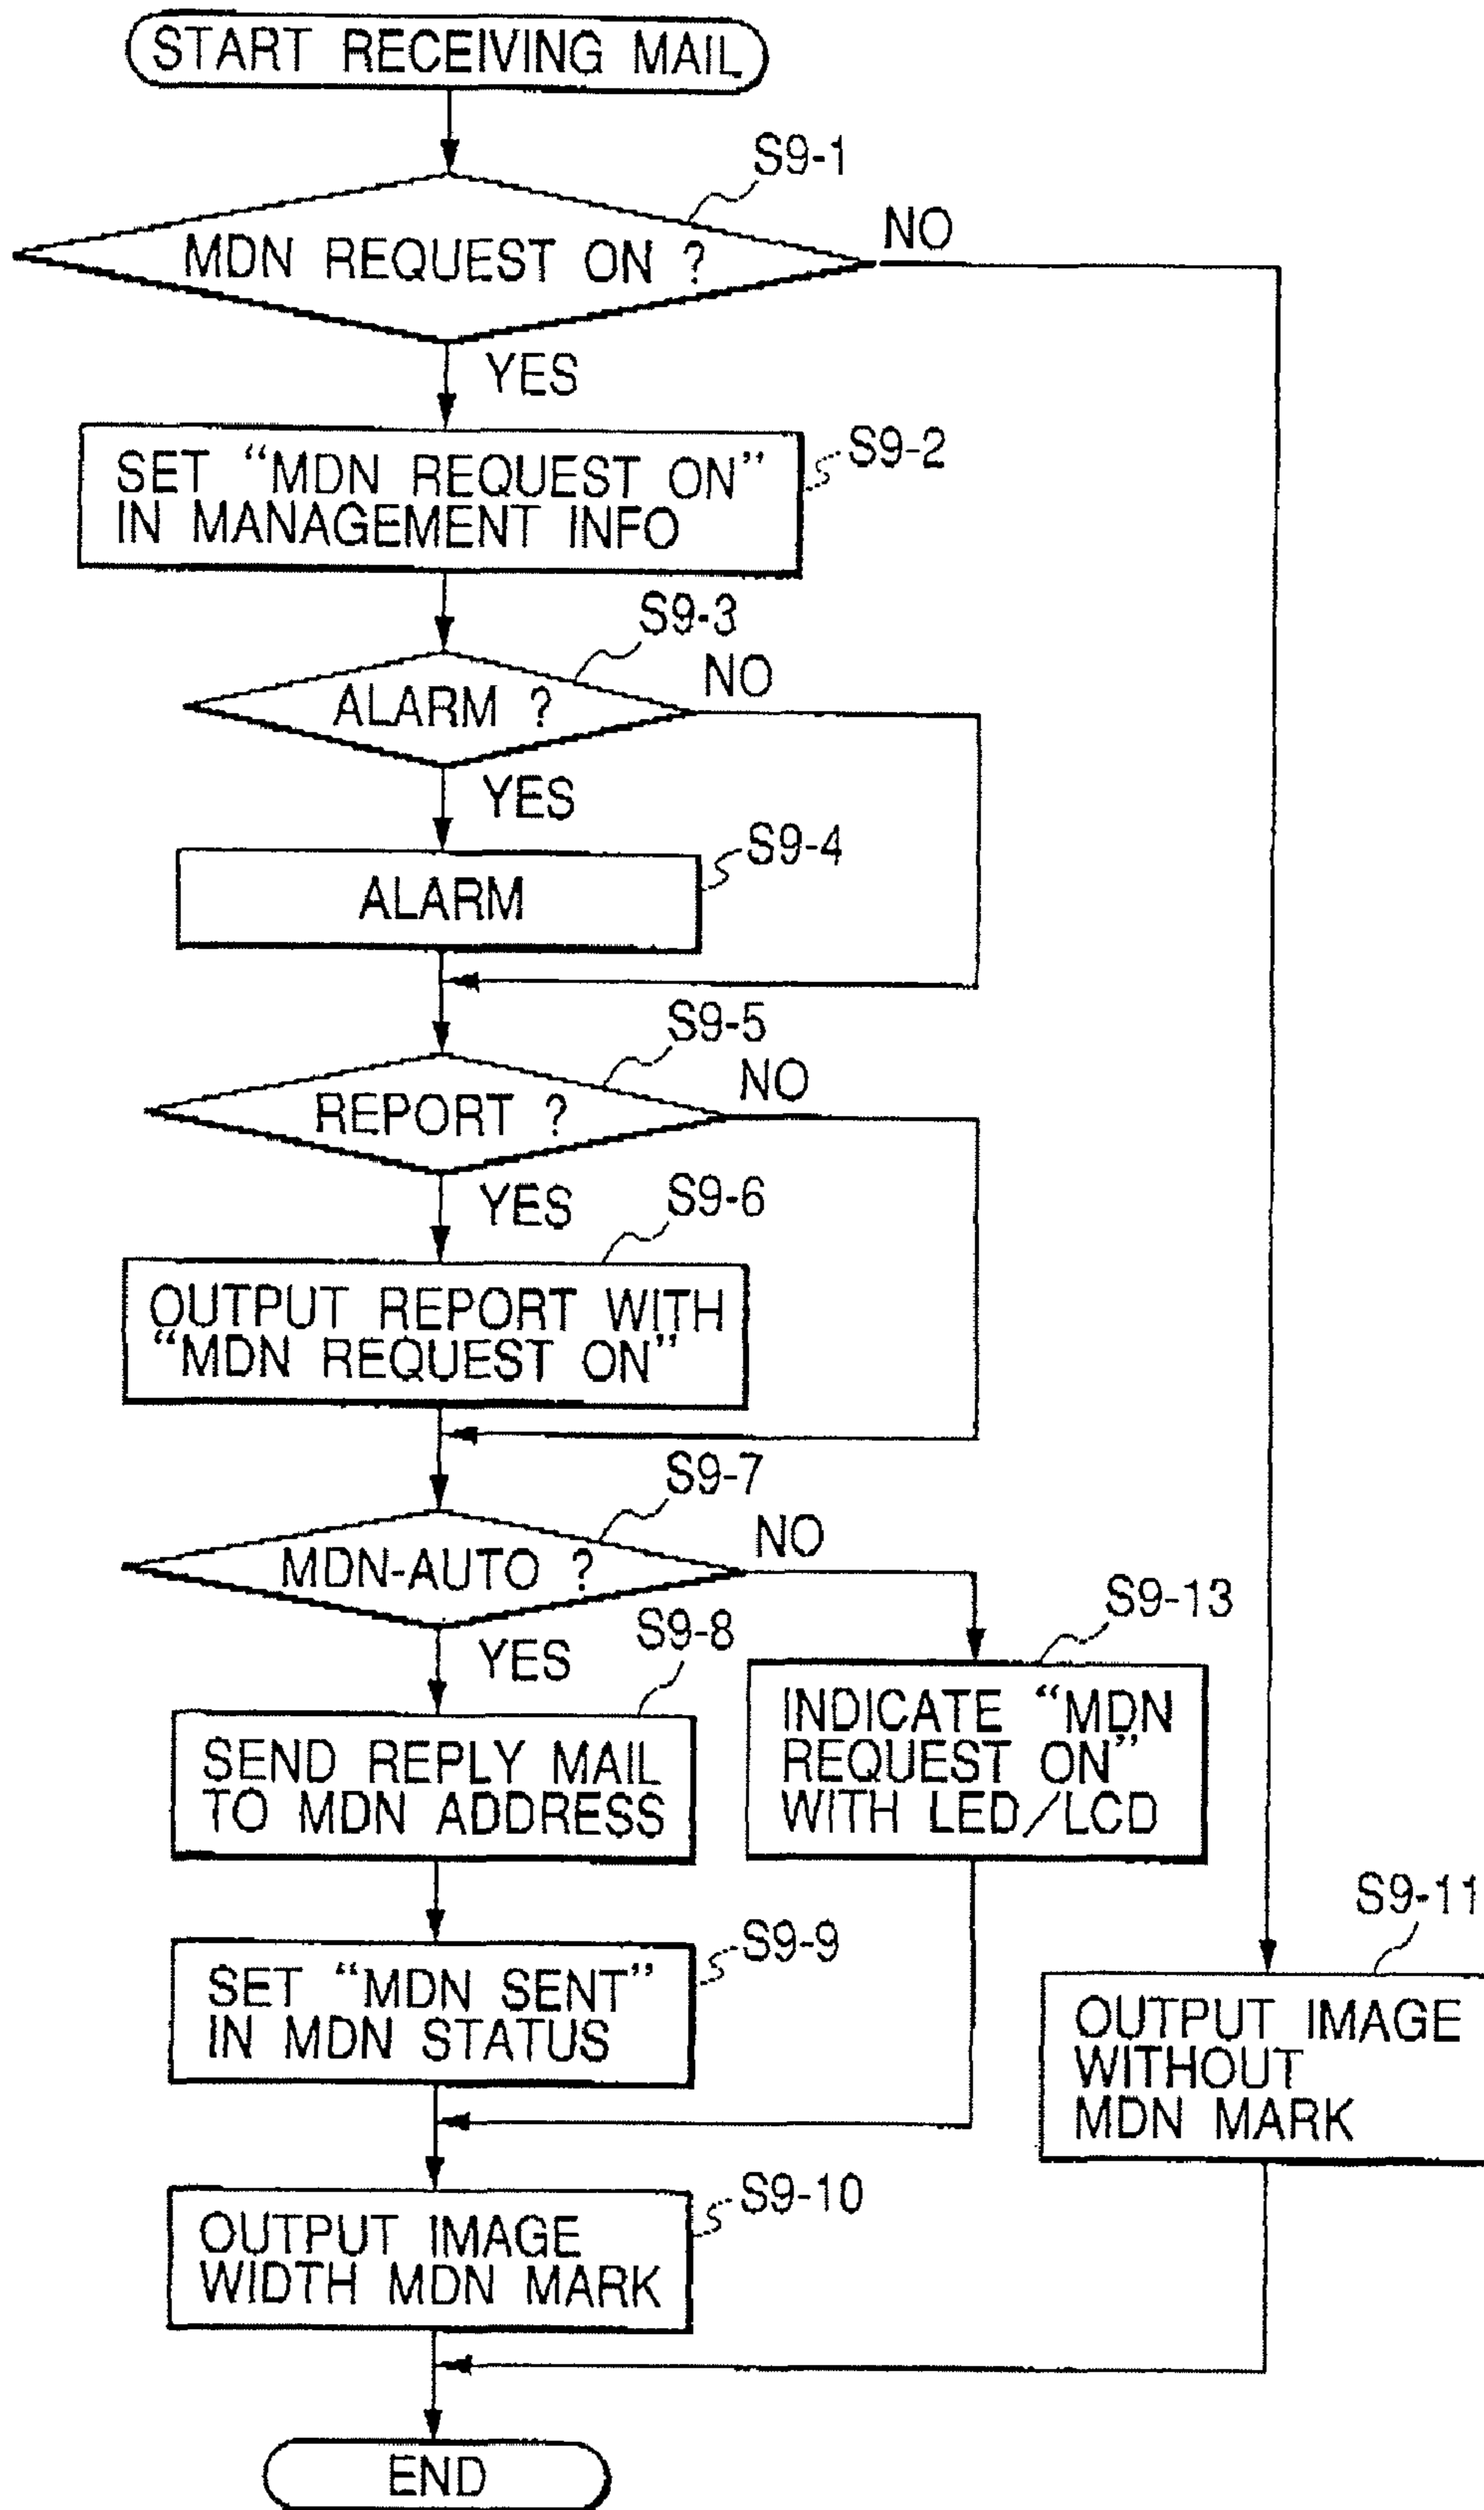 START RECEIVING MAIL
S9-1
MDN REQUEST ON ?
NO
YES
SET “MDN REQUEST ON”
IN MANAGEMENT INFO
S9-2
S9-3
ALARM ?
NO
YES
S9-4
ALARM
S9-5
REPORT ?
NO
YES
S9-6
OUTPUT REPORT WITH
“MDN REQUEST ON”
S9-7
MDN-AUTO ?
NO
YES
S9-8
SEND REPLY MAIL
TO MDN ADDRESS
S9-13
INDICATE “MDN
REQUEST ON”
WITH LED/LCD
S9-9
SET “MDN SENT”
IN MDN STATUS
S9-11
OUTPUT IMAGE
WITHOUT
MDN MARK
S9-10
OUTPUT IMAGE
WIDTH MDN MARK
END